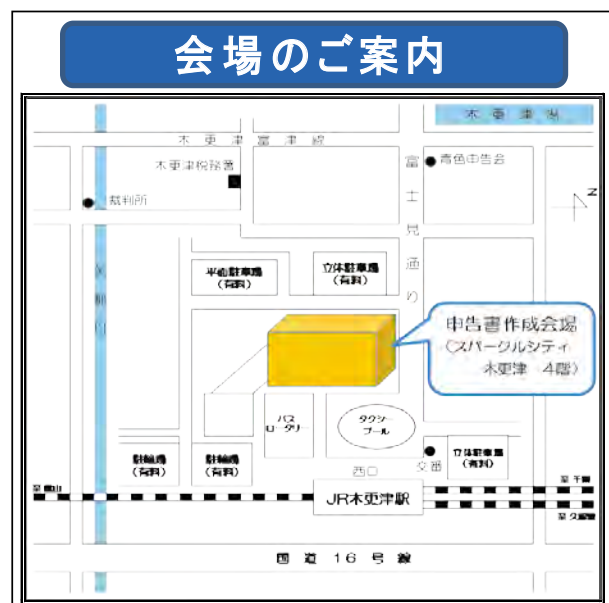 会場のご案内
木更津港
木更津富津線
木更津税務署
青色申告会
裁判所
富士見通り
N
平面駐車場
(有料)
立体駐車場
(有料)
申告書作成会場
(スパークルシティ
木更津 4階)
バス
ロータリー
タクシー
プール
駐輪場
(有料)
駐輪場
(有料)
西口
交番
立体駐車場
(有料)
JR木更津駅
至千葉
国道16号線